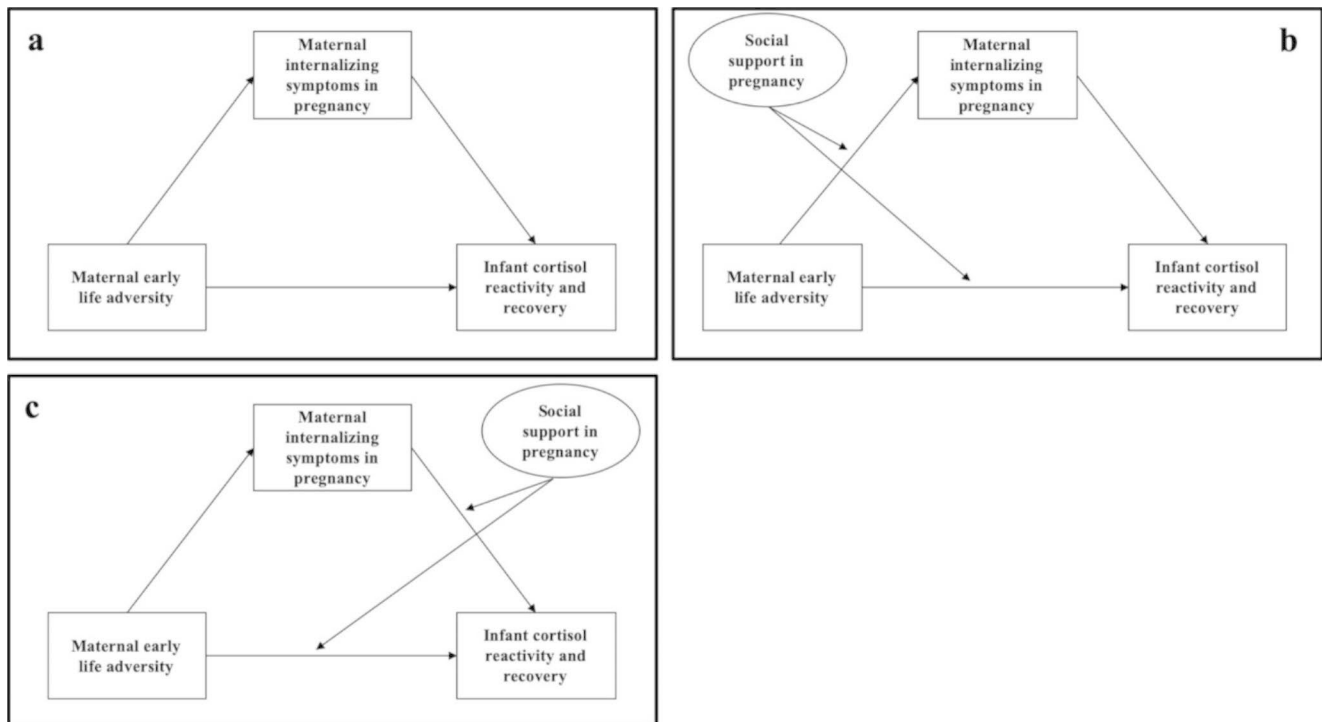 a
Maternal
internalizing
symptoms in
pregnancy
Maternal early
life adversity
Infant cortisol
reactivity and
recovery
b
Social
support in
pregnancy
Maternal
internalizing
symptoms in
pregnancy
Maternal early
life adversity
Infant cortisol
reactivity and
recovery
c
Maternal
internalizing
symptoms in
pregnancy
Social
support in
pregnancy
Maternal early
life adversity
Infant cortisol
reactivity and
recovery